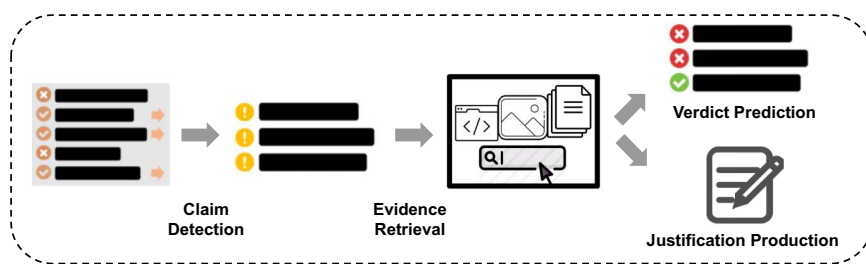 Claim
Detection
Evidence
Retrieval
</>
Verdict Prediction
Justification Production